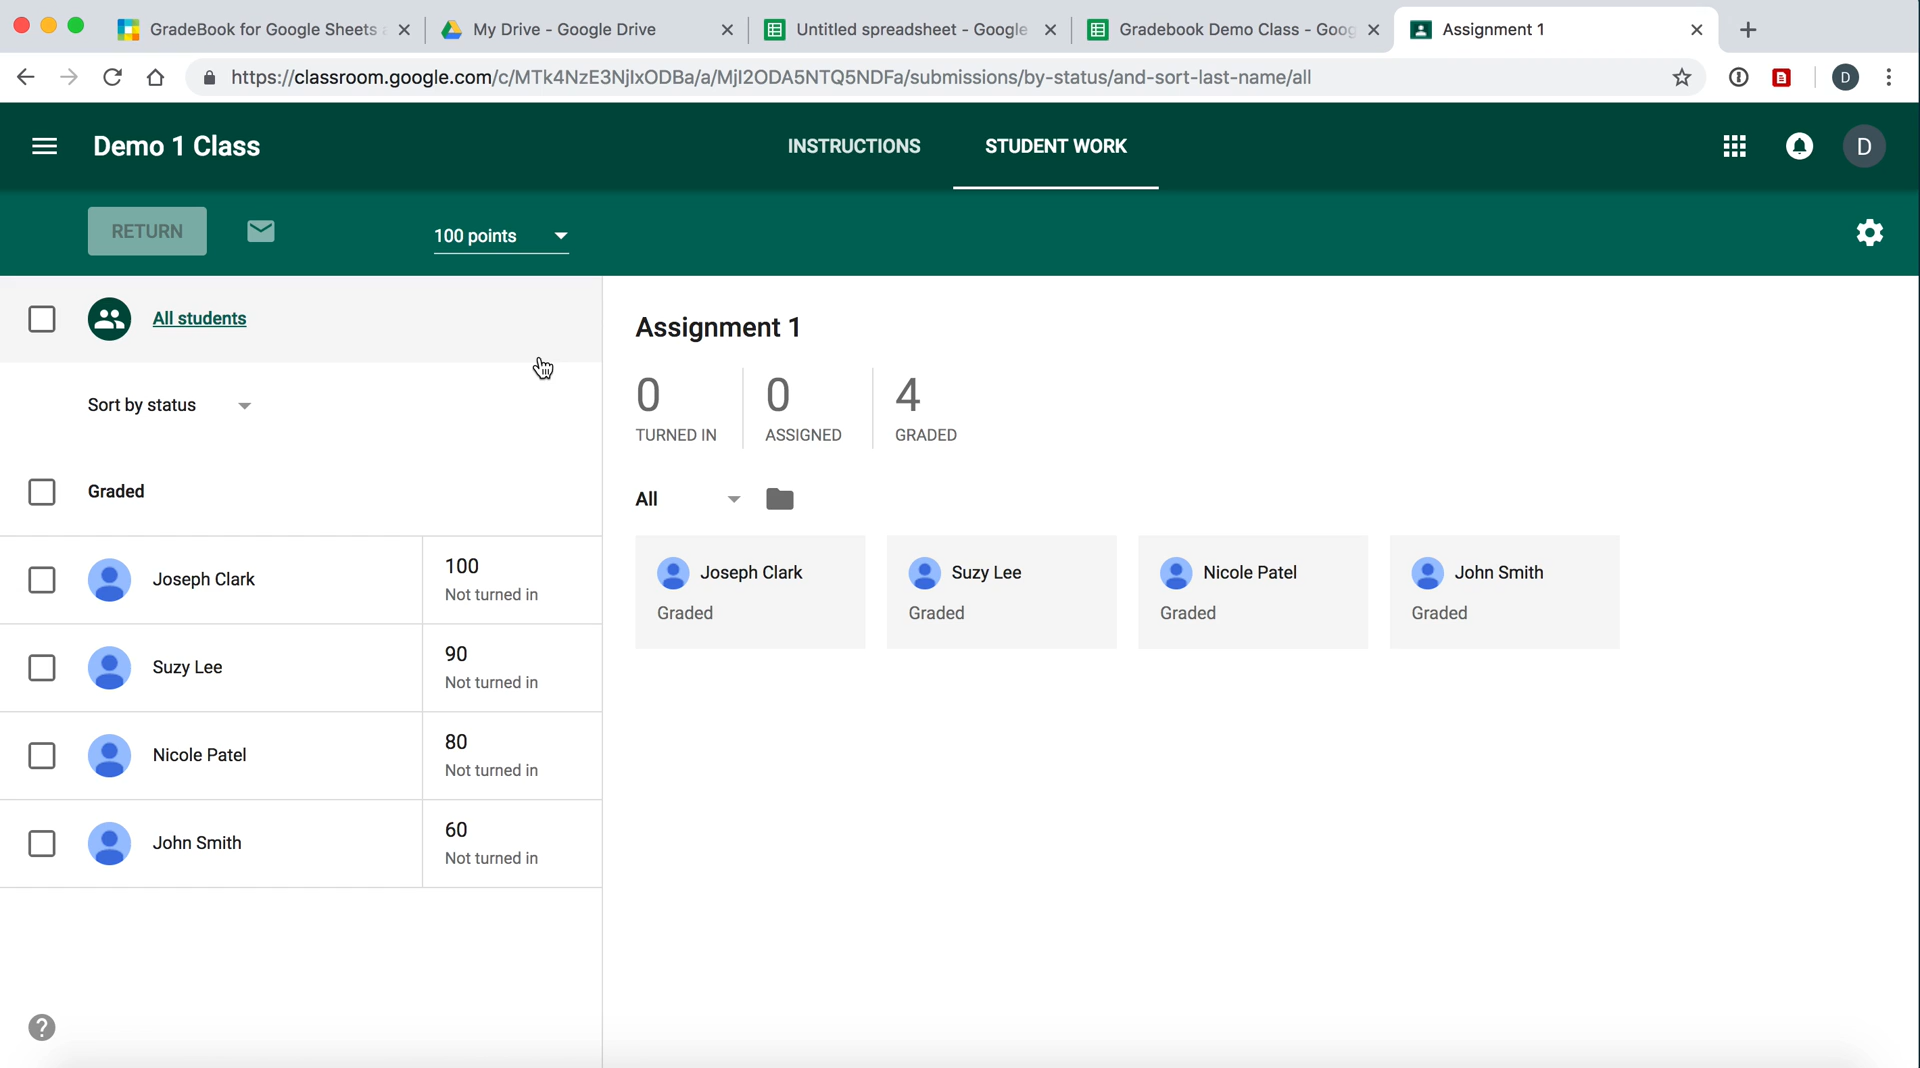 GradeBook for Google Sheets
My Drive - Google Drive
Untitled spreadsheet - Google
Gradebook Demo Class - Goog
Assignment 1
https://classroom.google.com/c/MTk4NzE3NjIxODBa/a/MjI2ODA5NTQ5NDFa/submissions/by-status/and-sort-last-name/all
D
Demo 1 Class
INSTRUCTIONS
STUDENT WORK
D
RETURN
100 points
All students
Sort by status
Graded
Joseph Clark
100
Not turned in
Suzy Lee
90
Not turned in
Nicole Patel
80
Not turned in
John Smith
60
Not turned in
Assignment 1
0
TURNED IN
0
ASSIGNED
4
GRADED
All
Joseph Clark
Graded
Suzy Lee
Graded
Nicole Patel
Graded
John Smith
Graded
?